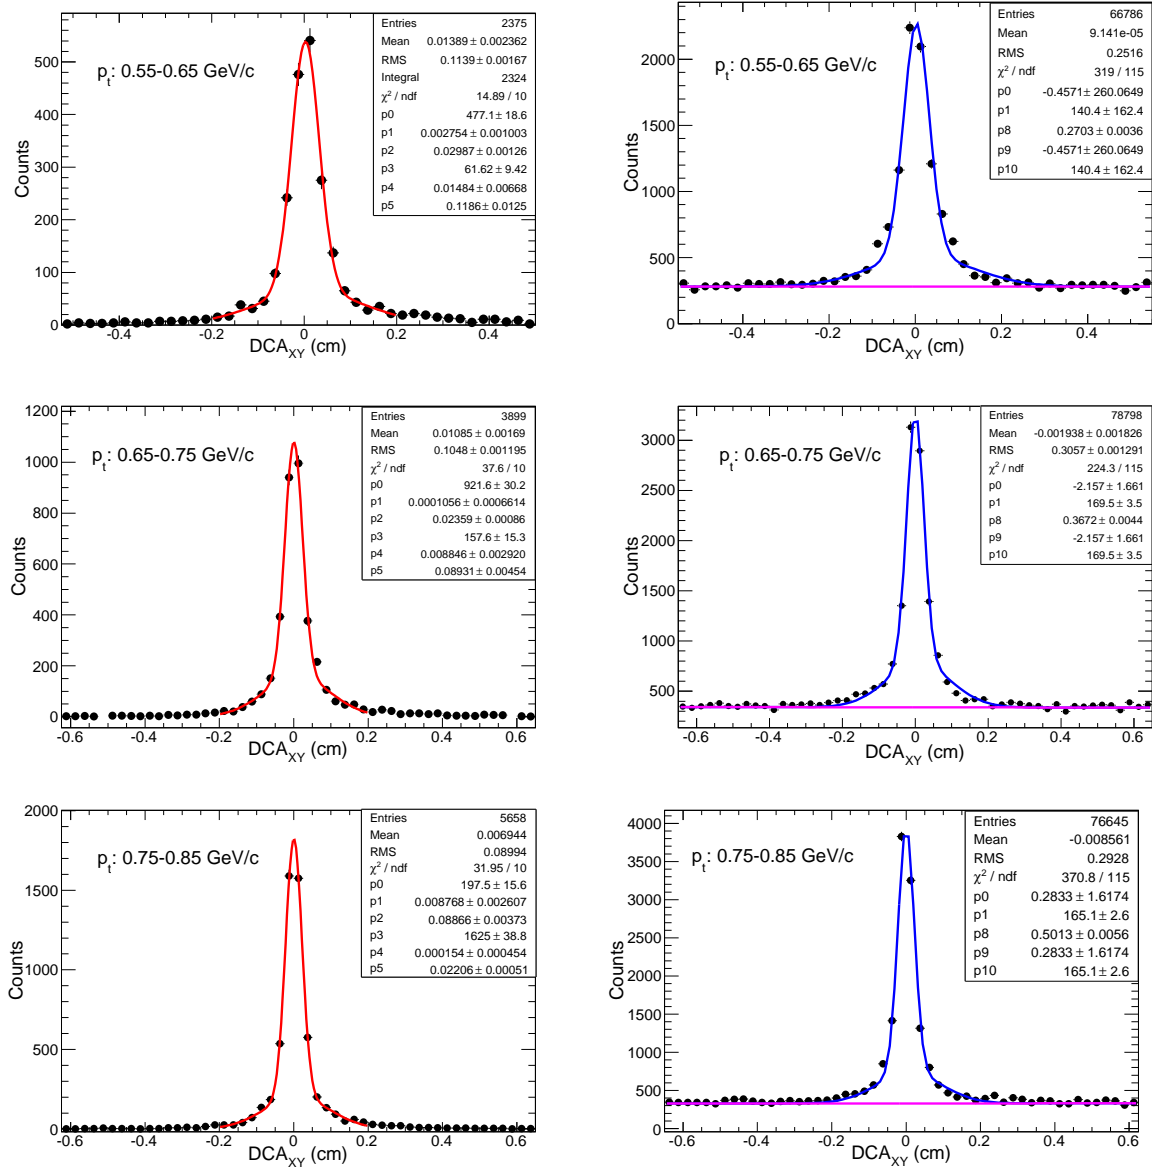 Entries 2375
Mean 0.01389 ± 0.002362
RMS 0.1139 ± 0.00167
Integral 2324
χ² / ndf 14.89 / 10
p0 477.1 ± 18.6
p1 0.002754 ± 0.001003
p2 0.02987 ± 0.00126
p3 61.62 ± 9.42
p4 0.01484 ± 0.00668
p5 0.1186 ± 0.0125
p_t: 0.55-0.65 GeV/c
Counts
0 100 200 300 400 500
-0.4 -0.2 0 0.2 0.4
DCA_XY (cm)
Entries 66786
Mean 9.141e-05
RMS 0.2516
χ² / ndf 319 / 115
p0 -0.4571 ± 260.0649
p1 140.4 ± 162.4
p8 0.2703 ± 0.0036
p9 -0.4571 ± 260.0649
p10 140.4 ± 162.4
p_t: 0.55-0.65 GeV/c
Counts
0 500 1000 1500 2000
-0.4 -0.2 0 0.2 0.4
DCA_XY (cm)
Entries 3899
Mean 0.01085 ± 0.00169
RMS 0.1048 ± 0.001195
χ² / ndf 37.6 / 10
p0 921.6 ± 30.2
p1 0.0001056 ± 0.0006614
p2 0.02359 ± 0.00086
p3 157.6 ± 15.3
p4 0.008846 ± 0.002920
p5 0.08931 ± 0.00454
p_t: 0.65-0.75 GeV/c
Counts
0 200 400 600 800 1000 1200
-0.6 -0.4 -0.2 0 0.2 0.4 0.6
DCA_XY (cm)
Entries 78798
Mean -0.001938 ± 0.001826
RMS 0.3057 ± 0.001291
χ² / ndf 224.3 / 115
p0 -2.157 ± 1.661
p1 169.5 ± 3.5
p8 0.3672 ± 0.0044
p9 -2.157 ± 1.661
p10 169.5 ± 3.5
p_t: 0.65-0.75 GeV/c
Counts
500 1000 1500 2000 2500 3000
-0.6 -0.4 -0.2 0 0.2 0.4 0.6
DCA_XY (cm)
Entries 5658
Mean 0.006944
RMS 0.08994
χ² / ndf 31.95 / 10
p0 197.5 ± 15.6
p1 0.008768 ± 0.002607
p2 0.08866 ± 0.00373
p3 1625 ± 38.8
p4 0.000154 ± 0.000454
p5 0.02206 ± 0.00051
p_t: 0.75-0.85 GeV/c
Counts
0 500 1000 1500 2000
-0.6 -0.4 -0.2 0 0.2 0.4 0.6
DCA_XY (cm)
Entries 76645
Mean -0.008561
RMS 0.2928
χ² / ndf 370.8 / 115
p0 0.2833 ± 1.6174
p1 165.1 ± 2.6
p8 0.5013 ± 0.0056
p9 0.2833 ± 1.6174
p10 165.1 ± 2.6
p_t: 0.75-0.85 GeV/c
Counts
0 500 1000 1500 2000 2500 3000 3500 4000
-0.6 -0.4 -0.2 0 0.2 0.4 0.6
DCA_XY (cm)